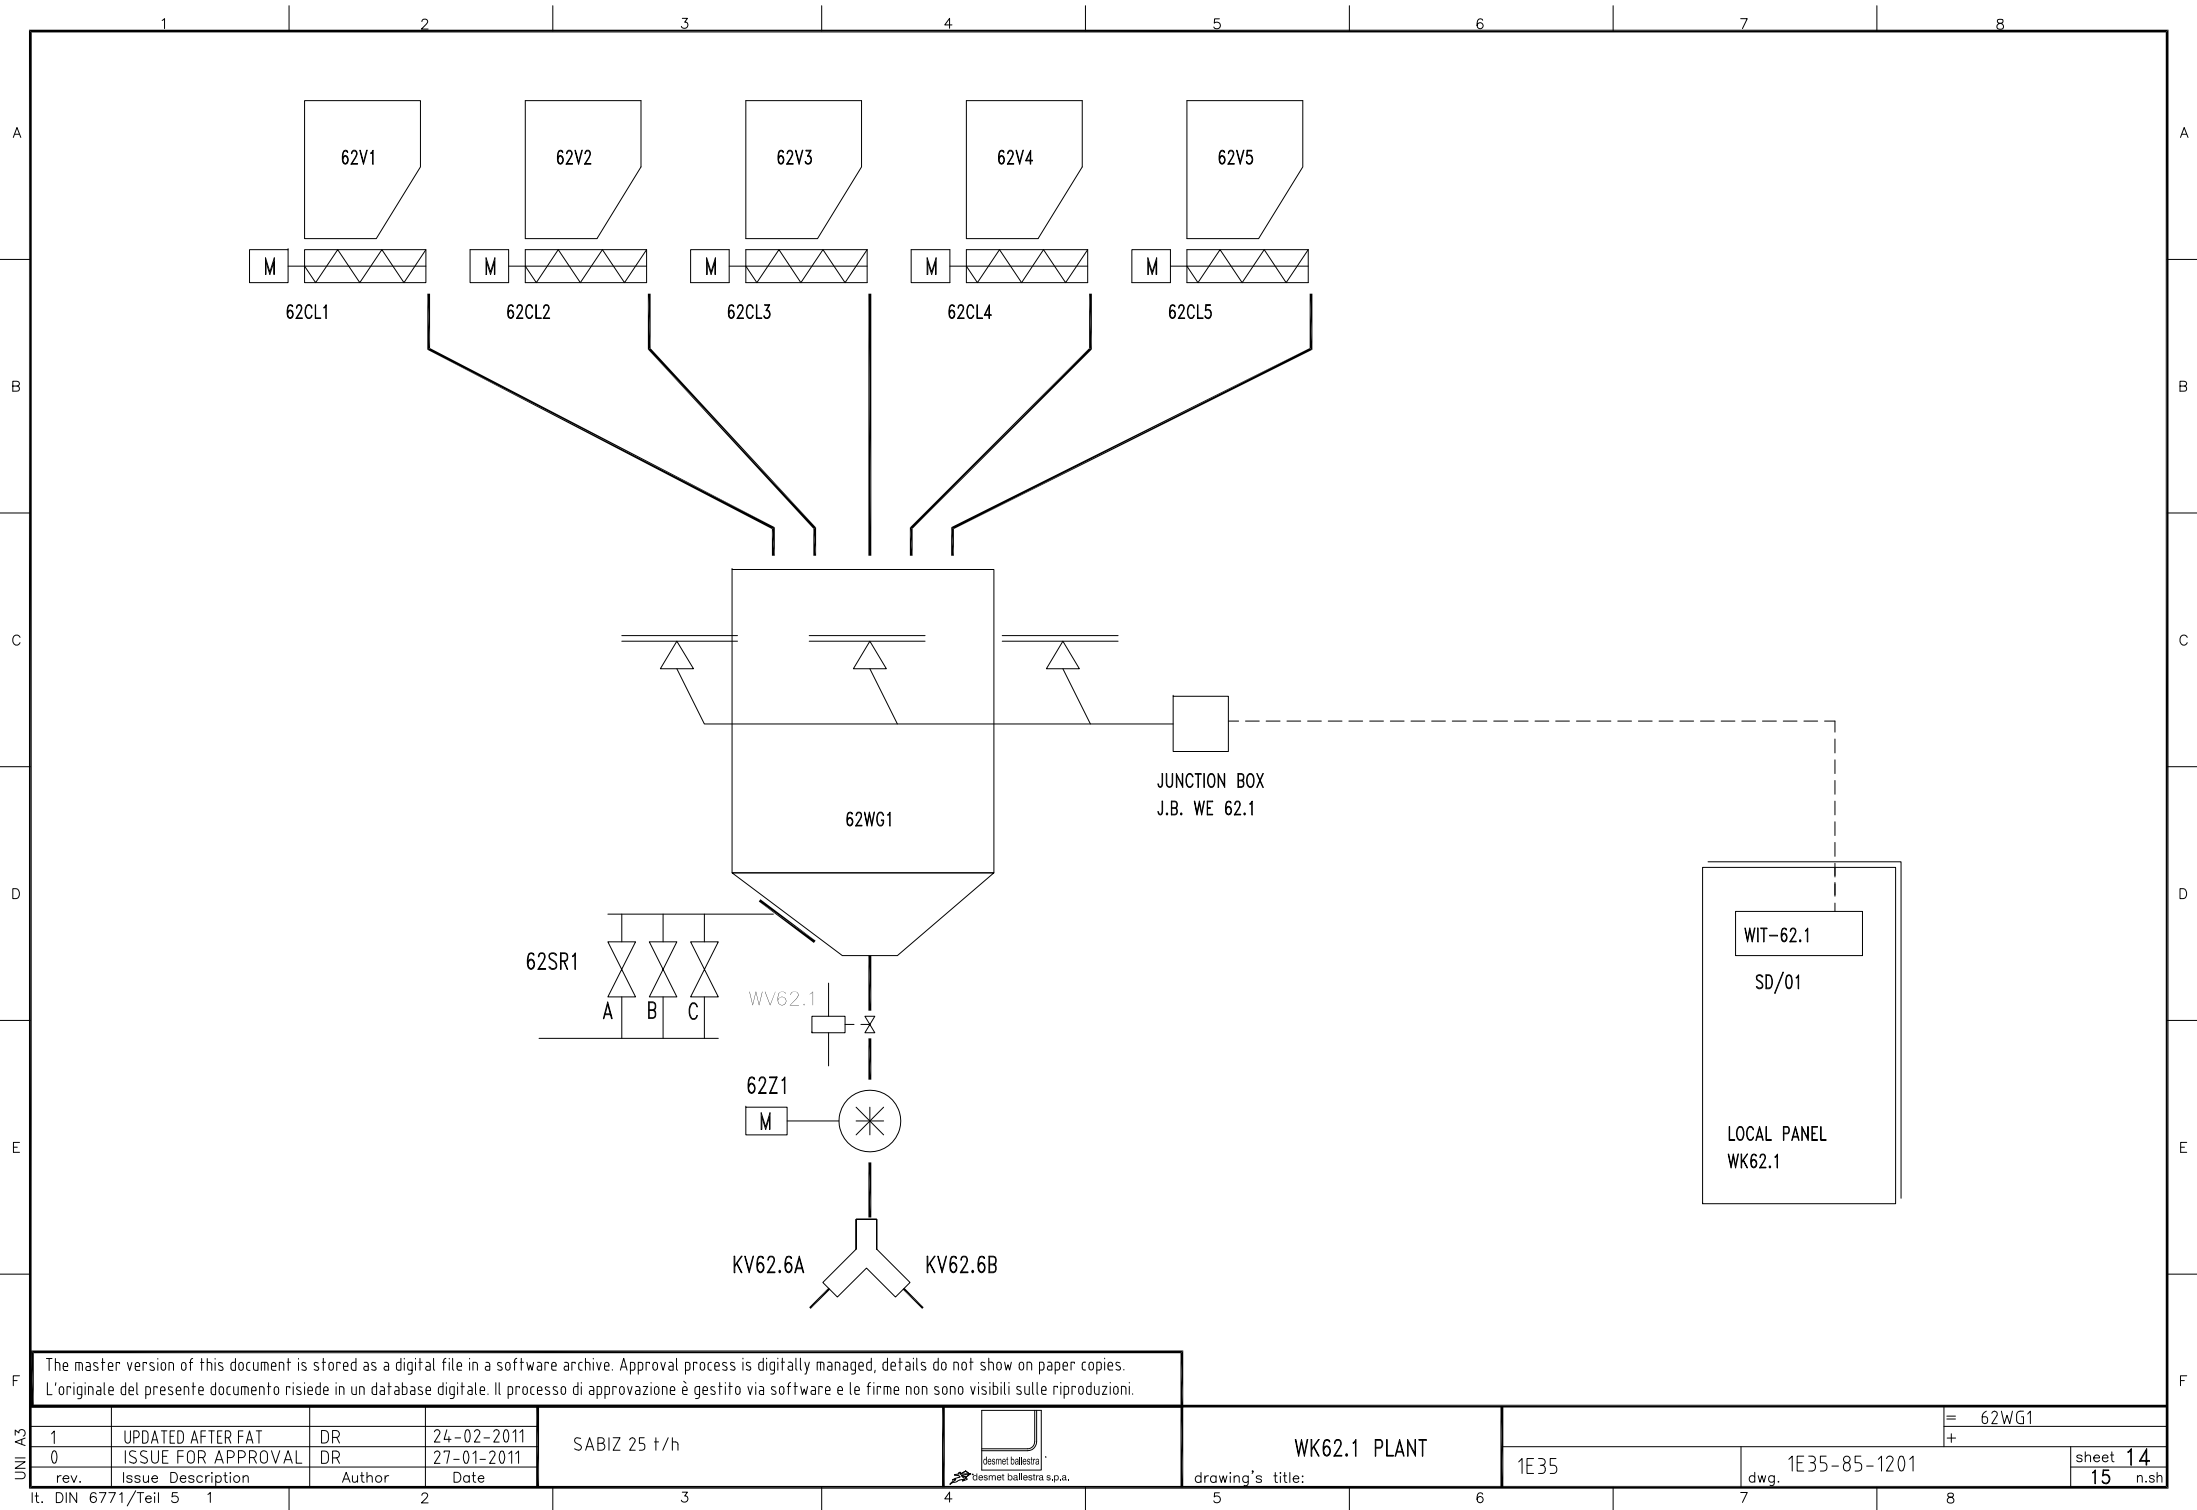 1 2 3 4 5 6 7 8
A A
62V1 62V2 62V3 62V4 62V5
M M M M M
62CL1 62CL2 62CL3 62CL4 62CL5
B B
C C
JUNCTION BOX
J.B. WE 62.1
62WG1
D D
WIT-62.1
62SR1
SD/01
WV62.1
A B C
62Z1
M
LOCAL PANEL
E E
WK62.1
KV62.6A KV62.6B
The master version of this document is stored as a digital file in a software archive. Approval process is digitally managed, details do not show on paper copies.
F F
L'originale del presente documento risiede in un database digitale. Il processo di approvazione è gestito via software e le firme non sono visibili sulle riproduzioni.
UNI A3
1 UPDATED AFTER FAT DR 24-02-2011
0 ISSUE FOR APPROVAL DR 27-01-2011
rev. Issue Description Author Date
SABIZ 25 t/h
desmet ballestra
desmet ballestra s.p.a.
WK62.1 PLANT
drawing's title:
= 62WG1
+
1E35
dwg. 1E35-85-1201
sheet 14
15 n.sh
lt. DIN 6771/Teil 5 1 2 3 4 5 6 7 8